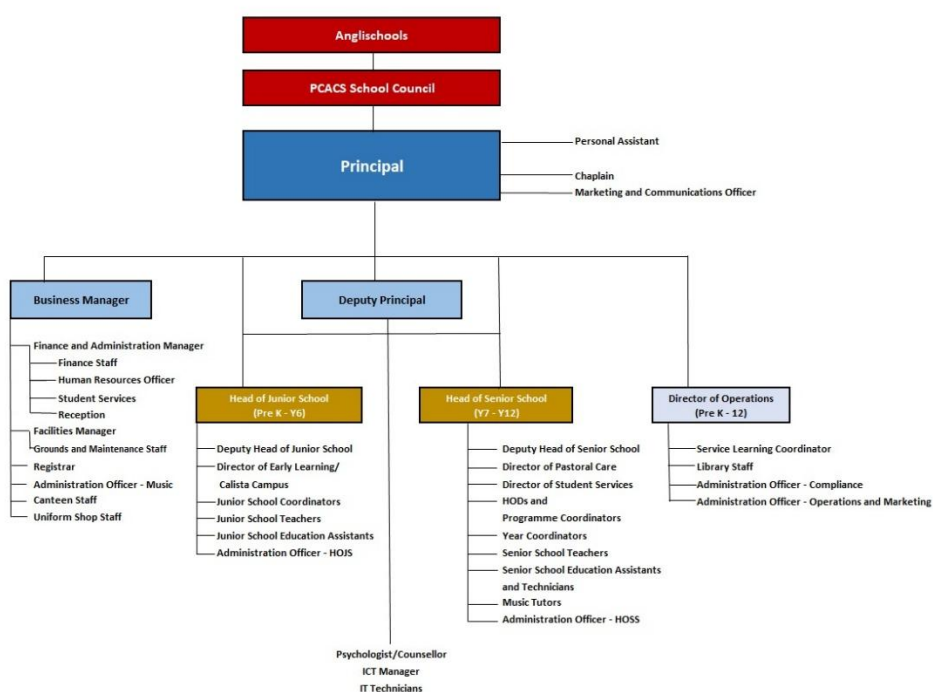 Anglischools
PCACS School Council
Principal
Personal Assistant
Chaplain
Marketing and Communications Officer
Business Manager
Deputy Principal
Finance and Administration Manager
Finance Staff
Human Resources Officer
Student Services
Reception
Facilities Manager
Grounds and Maintenance Staff
Registrar
Administration Officer - Music
Canteen Staff
Uniform Shop Staff
Head of Junior School
(Pre K - Y6)
Deputy Head of Junior School
Director of Early Learning/
Calista Campus
Junior School Coordinators
Junior School Teachers
Junior School Education Assistants
Administration Officer - HOJS
Head of Senior School
(Y7 - Y12)
Deputy Head of Senior School
Director of Pastoral Care
Director of Student Services
HODs and
Programme Coordinators
Year Coordinators
Senior School Teachers
Senior School Education Assistants
and Technicians
Music Tutors
Administration Officer - HOSS
Director of Operations
(Pre K - 12)
Service Learning Coordinator
Library Staff
Administration Officer - Compliance
Administration Officer - Operations and Marketing
Psychologist/Counsellor
ICT Manager
IT Technicians